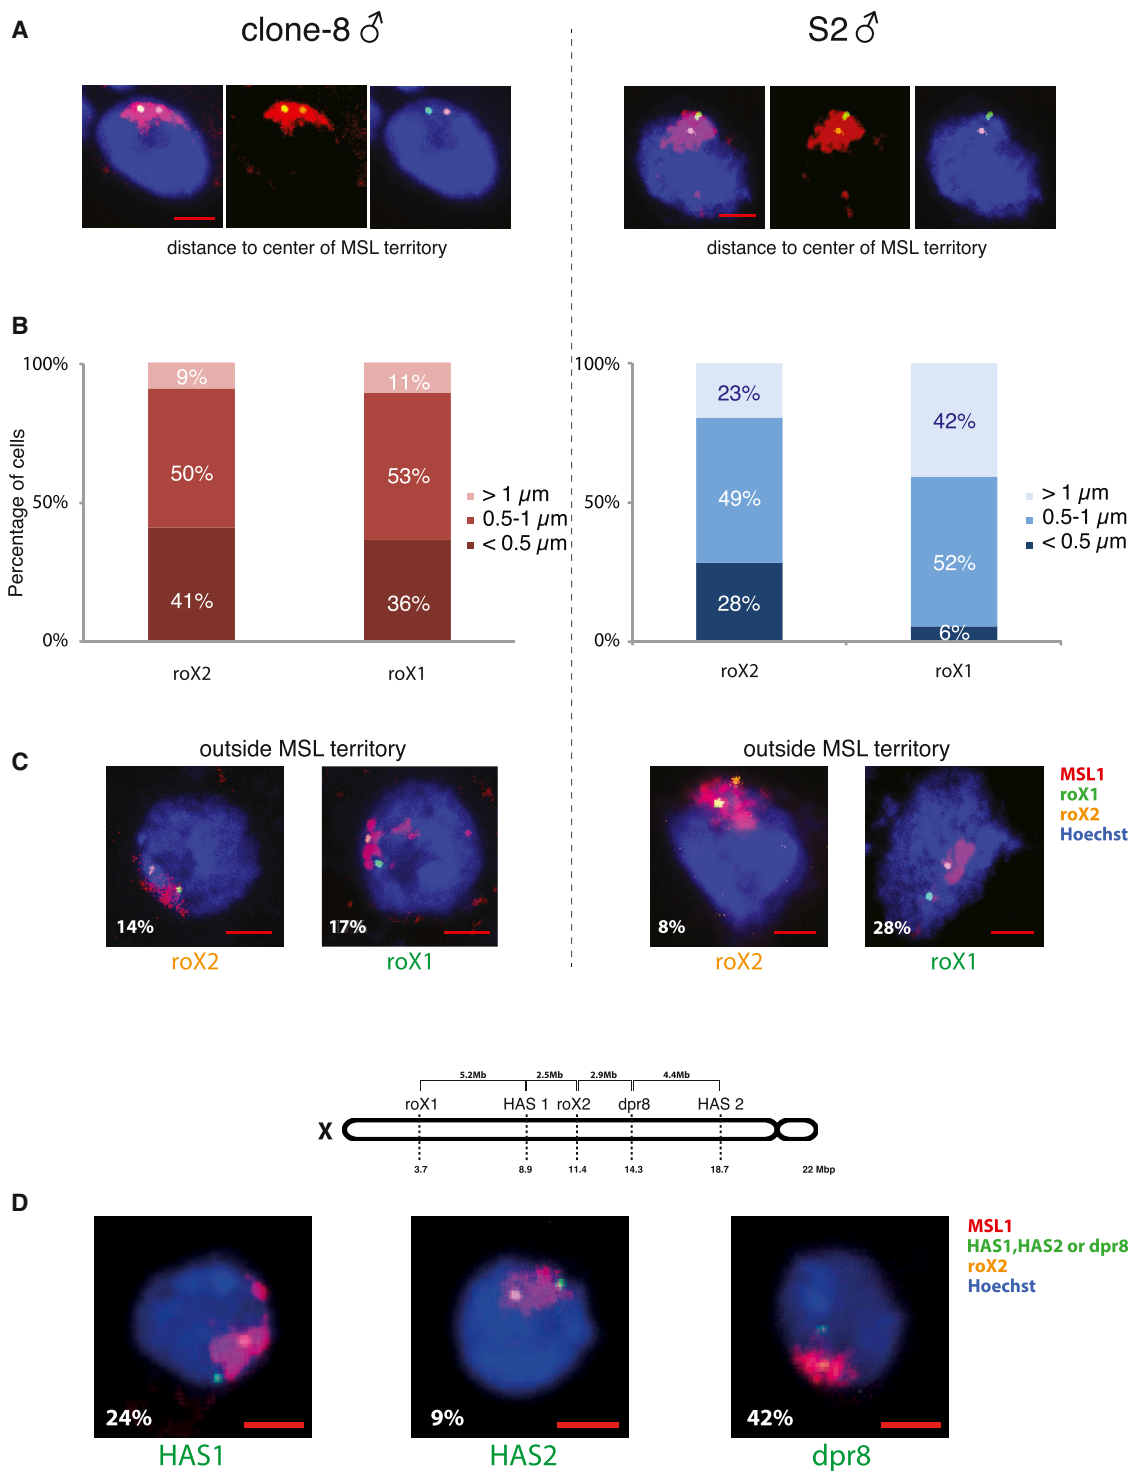 A
clone-8 ♂
S2 ♂
distance to center of MSL territory
distance to center of MSL territory
B
Percentage of cells
100%
50%
0%
9%
50%
41%
11%
53%
36%
roX2
roX1
> 1 µm
0.5-1 µm
< 0.5 µm
100%
50%
0%
23%
49%
28%
42%
52%
6%
roX2
roX1
> 1 µm
0.5-1 µm
< 0.5 µm
C
outside MSL territory
outside MSL territory
14%
17%
8%
28%
roX2
roX1
roX2
roX1
MSL1
roX1
roX2
Hoechst
5.2Mb 2.5Mb 2.9Mb 4.4Mb
roX1 HAS 1 roX2 dpr8 HAS 2
X
3.7 8.9 11.4 14.3 18.7 22 Mbp
D
24%
9%
42%
HAS1
HAS2
dpr8
MSL1
HAS1,HAS2 or dpr8
roX2
Hoechst